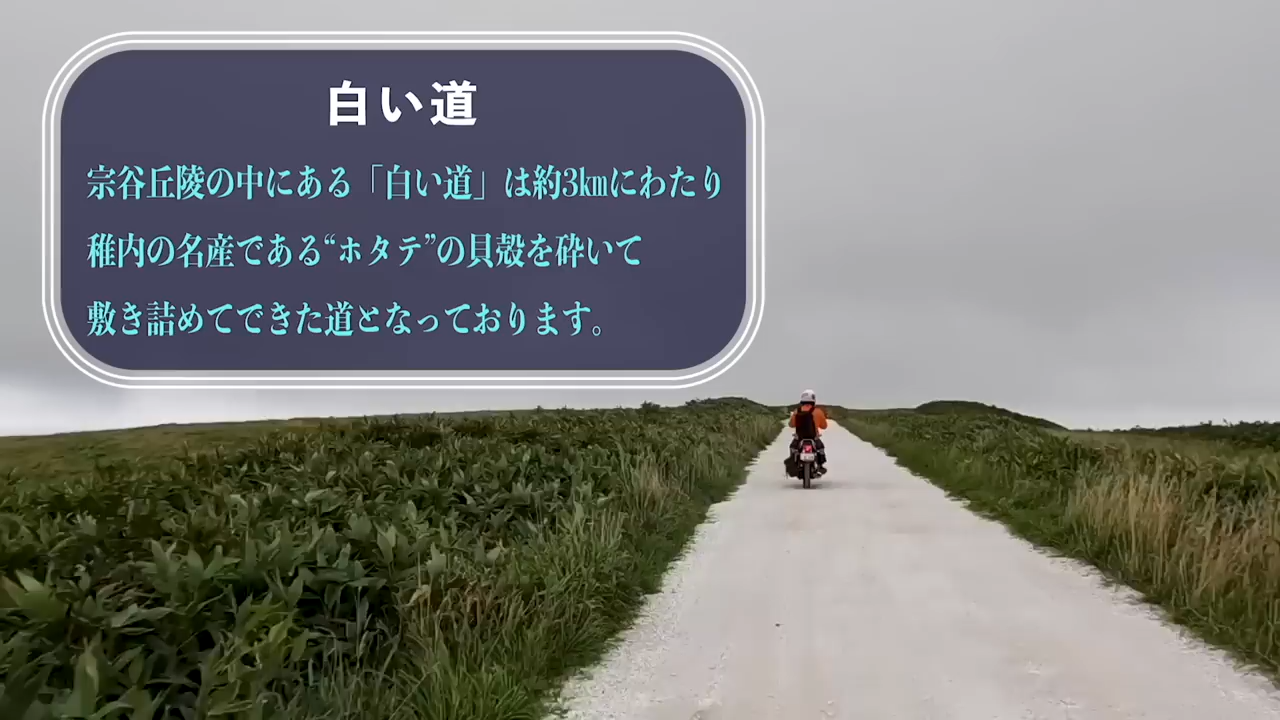 白い道
宗谷丘陵の中にある「白い道」は約3㎞にわたり
稚内の名産である“ホタテ”の貝殻を砕いて
敷き詰めてできた道となっております。